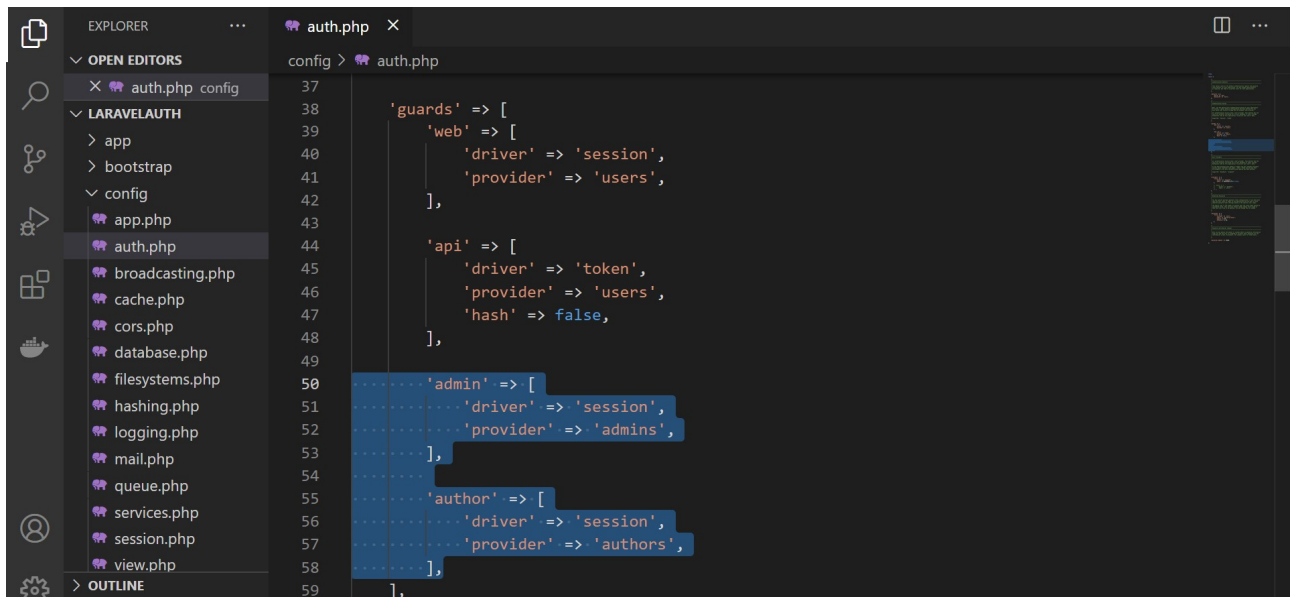 EXPLORER
OPEN EDITORS
auth.php config
LARAVELAUTH
app
bootstrap
config
app.php
auth.php
broadcasting.php
cache.php
cors.php
database.php
filesystems.php
hashing.php
logging.php
mail.php
queue.php
services.php
session.php
view.php
OUTLINE
auth.php
config > auth.php
37
38 'guards' => [
39 'web' => [
40 'driver' => 'session',
41 'provider' => 'users',
42 ],
43
44 'api' => [
45 'driver' => 'token',
46 'provider' => 'users',
47 'hash' => false,
48 ],
49
50 'admin' => [
51 'driver' => 'session',
52 'provider' => 'admins',
53 ],
54
55 'author' => [
56 'driver' => 'session',
57 'provider' => 'authors',
58 ],
59 ],